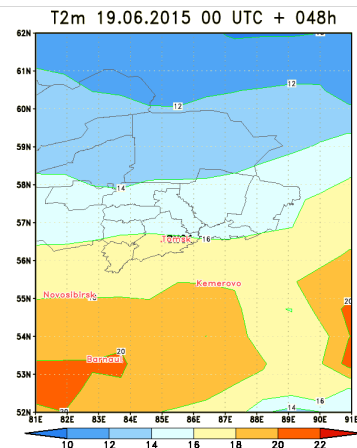 T2m 19.06.2015 00 UTC + 048h
62N
61N
12
12
60N
59N
58N
14
57N
Tomsk
16
56N
Kemerovo
55N
Novosibirsk
20
54N
20
Barnaul
53N
16
14
52N
20
81E 82E 83E 84E 85E 86E 87E 88E 89E 90E 91E
10 12 14 16 18 20 22